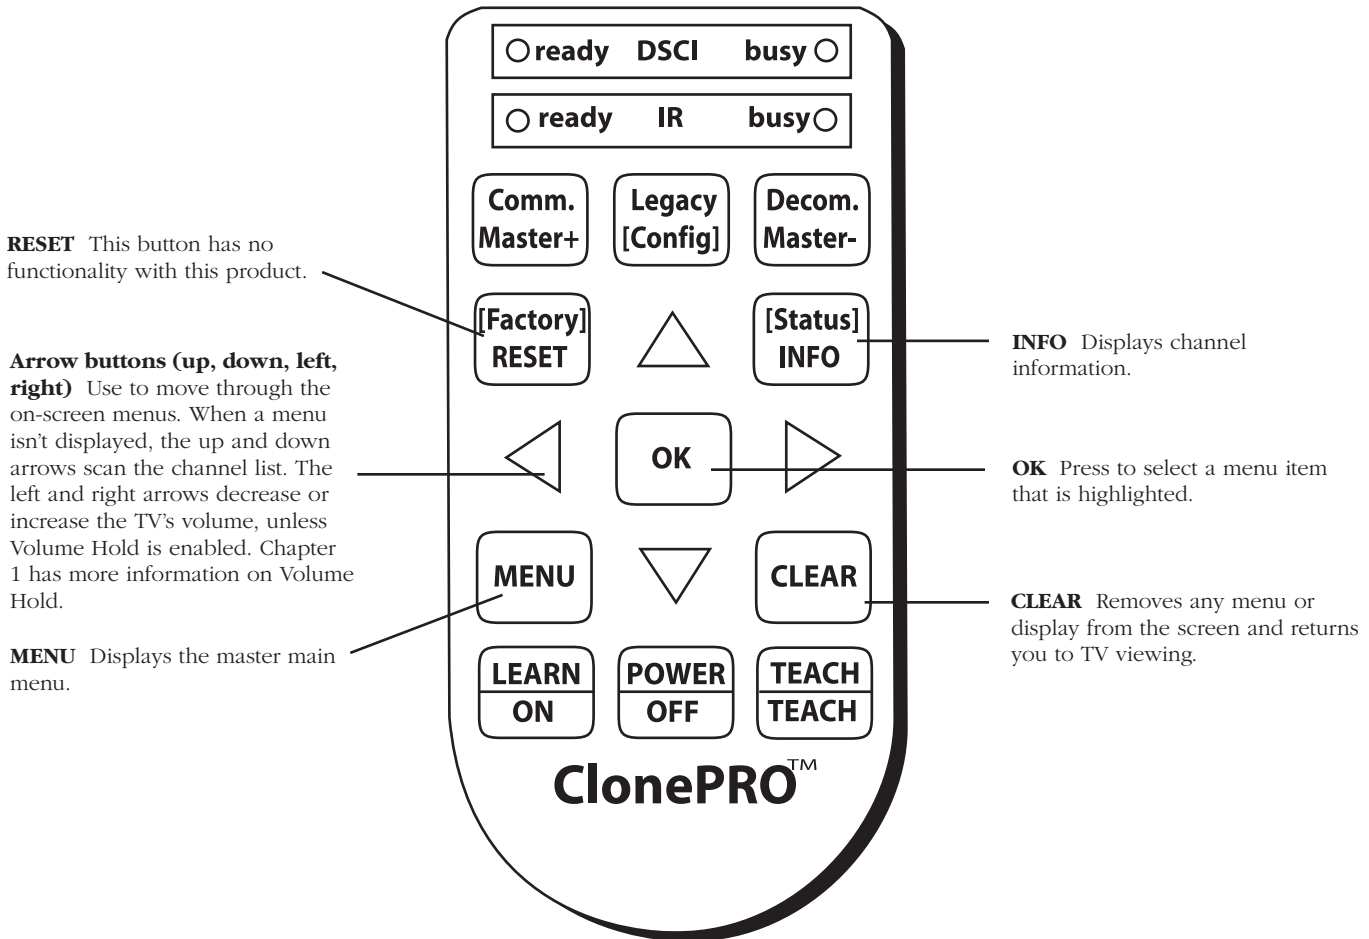 ready DSCI busy
ready IR busy
Comm.
Master+
Legacy
[Config]
Decom.
Master-
[Factory]
RESET
[Status]
INFO
OK
MENU
CLEAR
LEARN
ON
POWER
OFF
TEACH
TEACH
ClonePRO™
RESET This button has no
functionality with this product.
Arrow buttons (up, down, left,
right) Use to move through the
on-screen menus. When a menu
isn't displayed, the up and down
arrows scan the channel list. The
left and right arrows decrease or
increase the TV's volume, unless
Volume Hold is enabled. Chapter
1 has more information on Volume
Hold.
MENU Displays the master main
menu.
INFO Displays channel
information.
OK Press to select a menu item
that is highlighted.
CLEAR Removes any menu or
display from the screen and returns
you to TV viewing.